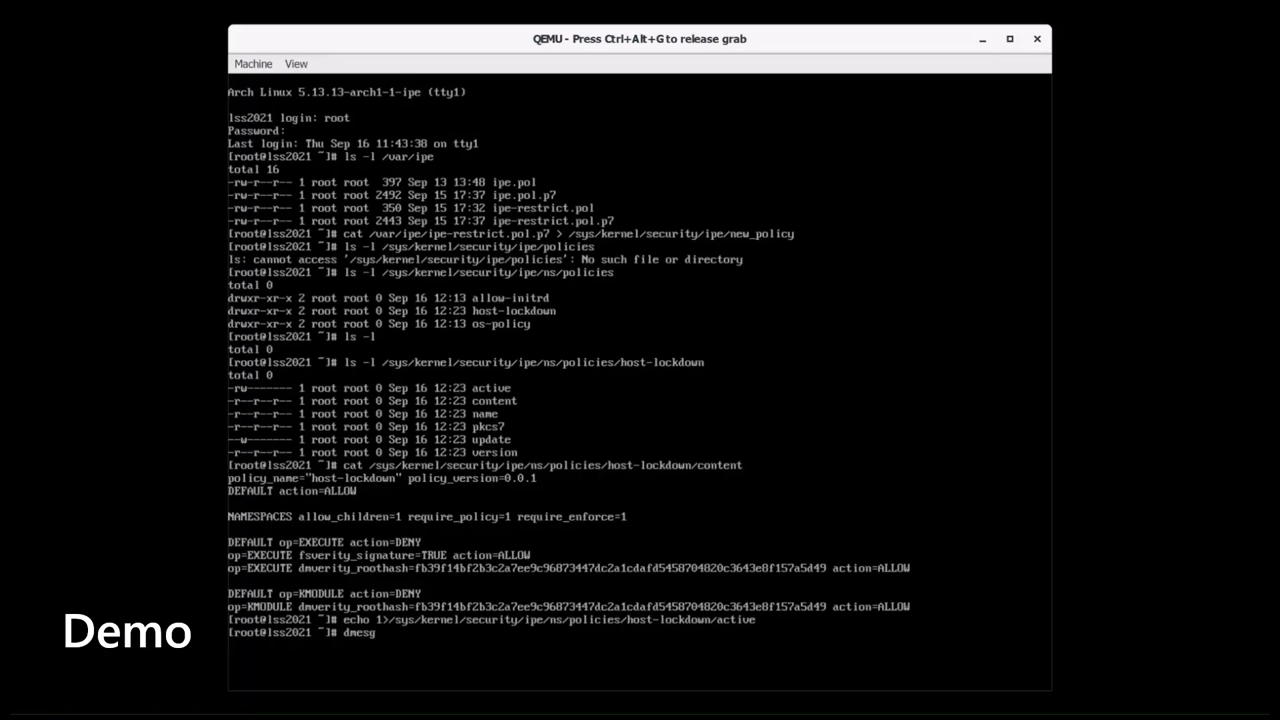 QEMU - Press Ctrl+Alt+G to release grab
Machine View
Arch Linux 5.13.13-arch1-1-ipe (tty1)
lss2021 login: root
Password:
Last login: Thu Sep 16 11:43:38 on tty1
[root@lss2021 ~]# ls -l /var/ipe
total 16
-rw-r--r-- 1 root root  397 Sep 13 13:48 ipe.pol
-rw-r--r-- 1 root root 2492 Sep 15 17:37 ipe.pol.p7
-rw-r--r-- 1 root root  350 Sep 15 17:32 ipe-restrict.pol
-rw-r--r-- 1 root root 2443 Sep 15 17:37 ipe-restrict.pol.p7
[root@lss2021 ~]# cat /var/ipe/ipe-restrict.pol.p7 > /sys/kernel/security/ipe/new_policy
[root@lss2021 ~]# ls -l /sys/kernel/security/ipe/policies
ls: cannot access '/sys/kernel/security/ipe/policies': No such file or directory
[root@lss2021 ~]# ls -l /sys/kernel/security/ipe/ns/policies
total 0
drwxr-xr-x 2 root root 0 Sep 16 12:13 allow-initrd
drwxr-xr-x 2 root root 0 Sep 16 12:23 host-lockdown
drwxr-xr-x 2 root root 0 Sep 16 12:13 os-policy
[root@lss2021 ~]# ls -l
total 0
[root@lss2021 ~]# ls -l /sys/kernel/security/ipe/ns/policies/host-lockdown
total 0
-rw------- 1 root root 0 Sep 16 12:23 active
-r--r--r-- 1 root root 0 Sep 16 12:23 content
-r--r--r-- 1 root root 0 Sep 16 12:23 name
-r--r--r-- 1 root root 0 Sep 16 12:23 pkcs7
--w------- 1 root root 0 Sep 16 12:23 update
-r--r--r-- 1 root root 0 Sep 16 12:23 version
[root@lss2021 ~]# cat /sys/kernel/security/ipe/ns/policies/host-lockdown/content
policy_name="host-lockdown" policy_version=0.0.1
DEFAULT action=ALLOW
NAMESPACES allow_children=1 require_policy=1 require_enforce=1
DEFAULT op=EXECUTE action=DENY
op=EXECUTE fsverity_signature=TRUE action=ALLOW
op=EXECUTE dmverity_roothash=fb39f14bf2b3c2a7ee9c96873447dc2a1cdafd5458704820c3643e8f157a5d49 action=ALLOW
DEFAULT op=KMODULE action=DENY
op=KMODULE dmverity_roothash=fb39f14bf2b3c2a7ee9c96873447dc2a1cdafd5458704820c3643e8f157a5d49 action=ALLOW
[root@lss2021 ~]# echo 1>/sys/kernel/security/ipe/ns/policies/host-lockdown/active
[root@lss2021 ~]# dmesg
Demo